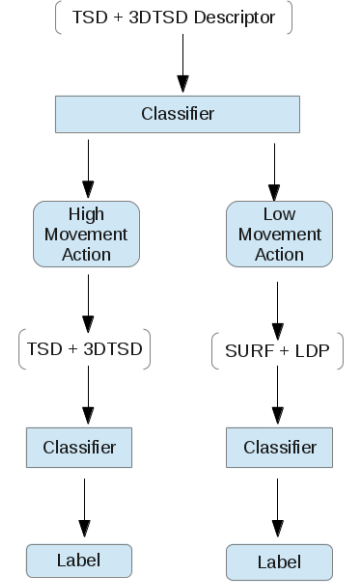 TSD + 3DTSD Descriptor
Classifier
High
Movement
Action
Low
Movement
Action
TSD + 3DTSD
SURF + LDP
Classifier
Classifier
Label
Label